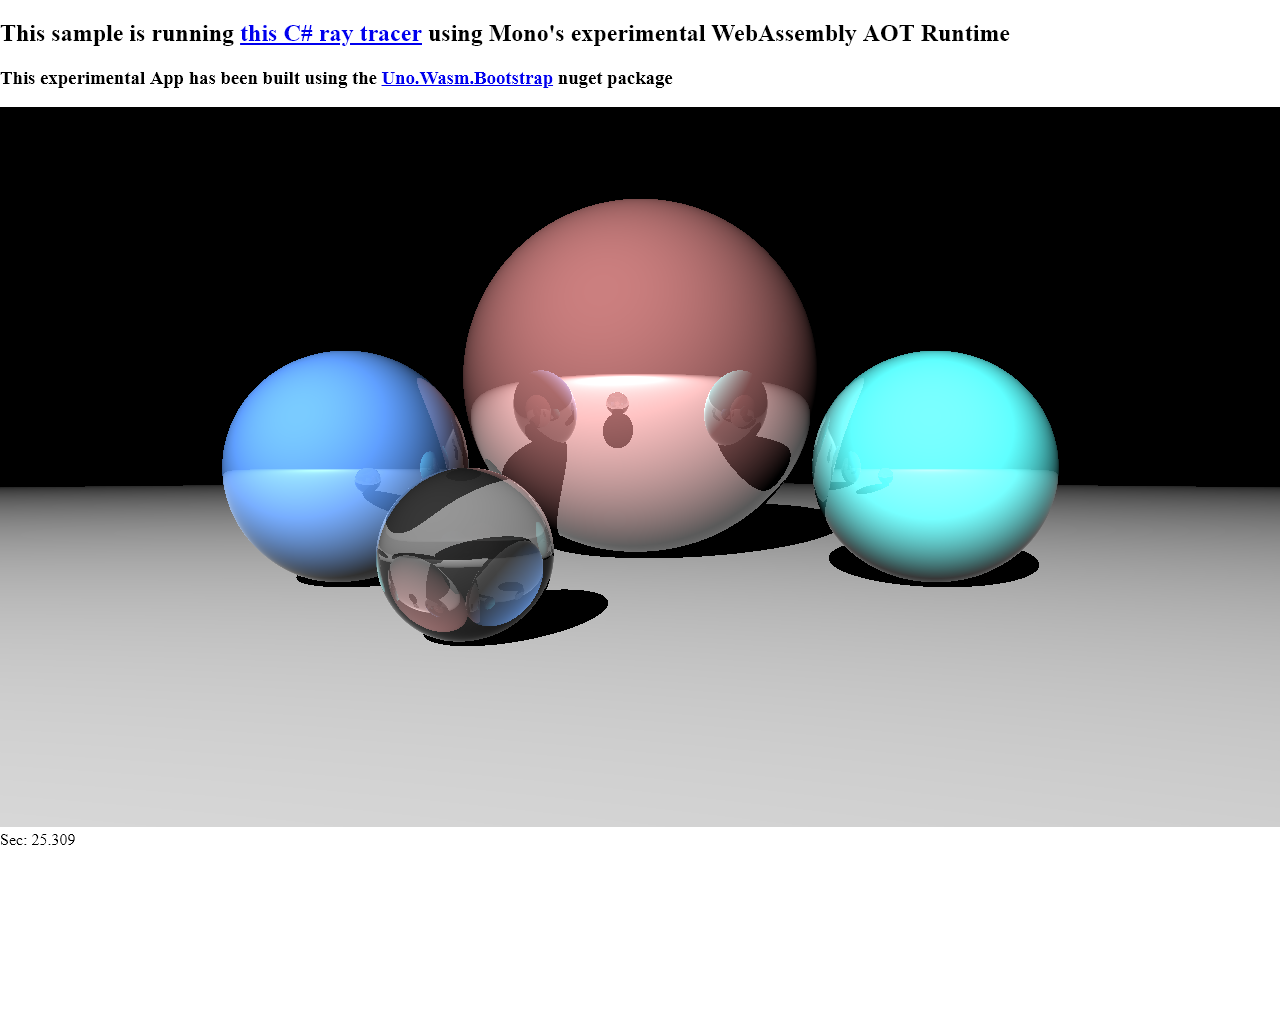 This sample is running this C# ray tracer using Mono's experimental WebAssembly AOT Runtime
This experimental App has been built using the Uno.Wasm.Bootstrap nuget package
Sec: 25.309